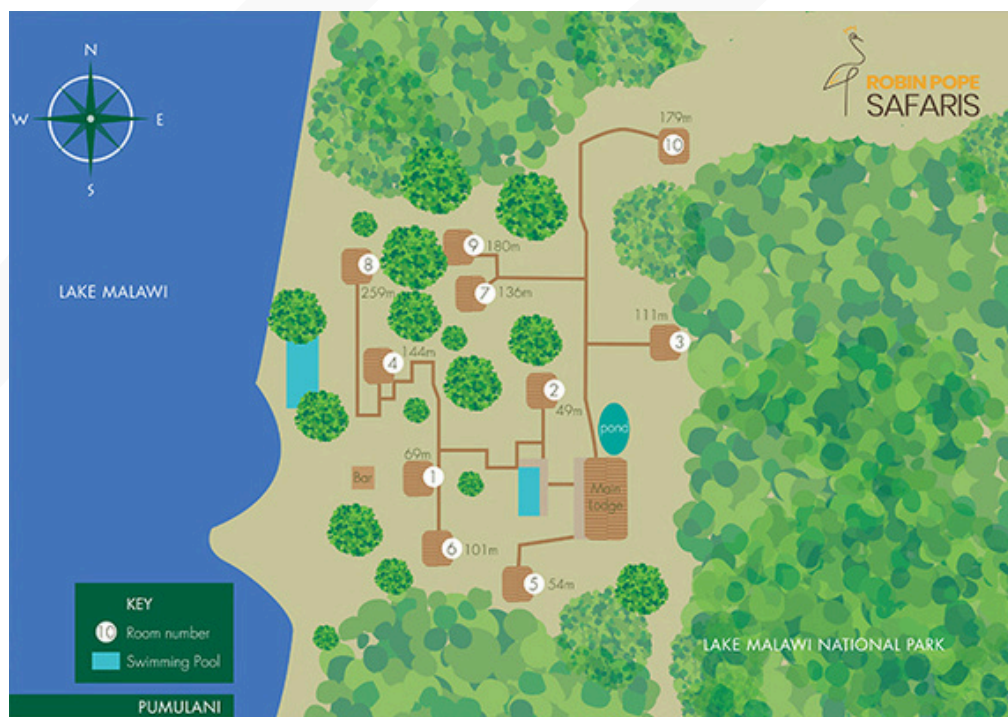 N
W
E
S
ROBIN POPE
SAFARIS
179m
10
9
180m
8
259m
7
136m
LAKE MALAWI
111m
3
4
144m
2
49m
pond
69m
1
Bar
Main
Lodge
6
101m
5
54m
KEY
10
Room number
Swimming Pool
LAKE MALAWI NATIONAL PARK
PUMULANI